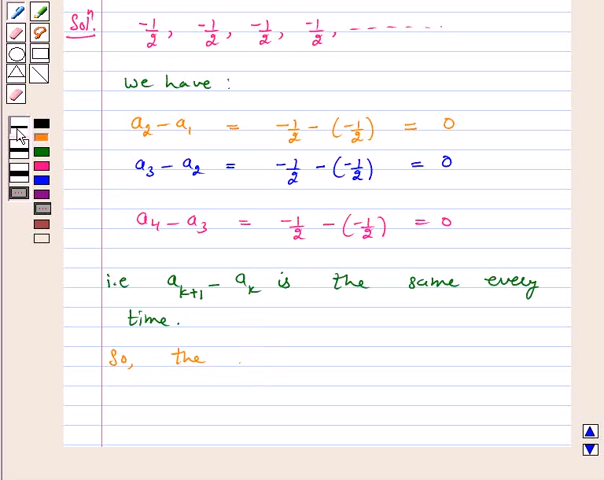 Solⁿ. -1/2, -1/2, -1/2, -1/2, --------
we have :
a₂ - a₁ = -1/2 - (-1/2) = 0
a₃ - a₂ = -1/2 - (-1/2) = 0
a₄ - a₃ = -1/2 - (-1/2) = 0
i.e aₖ₊₁ - aₖ is the same every
time.
So, the